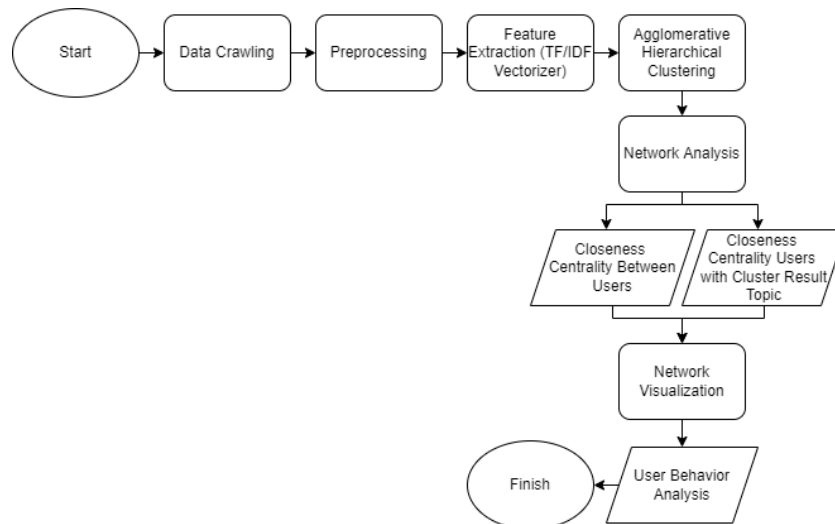 Start
Data Crawling
Preprocessing
Feature
Extraction (TF/IDF
Vectorizer)
Agglomerative
Hierarchical
Clustering
Network Analysis
Closeness
Centrality Between
Users
Closeness
Centrality Users
with Cluster Result
Topic
Network
Visualization
User Behavior
Analysis
Finish